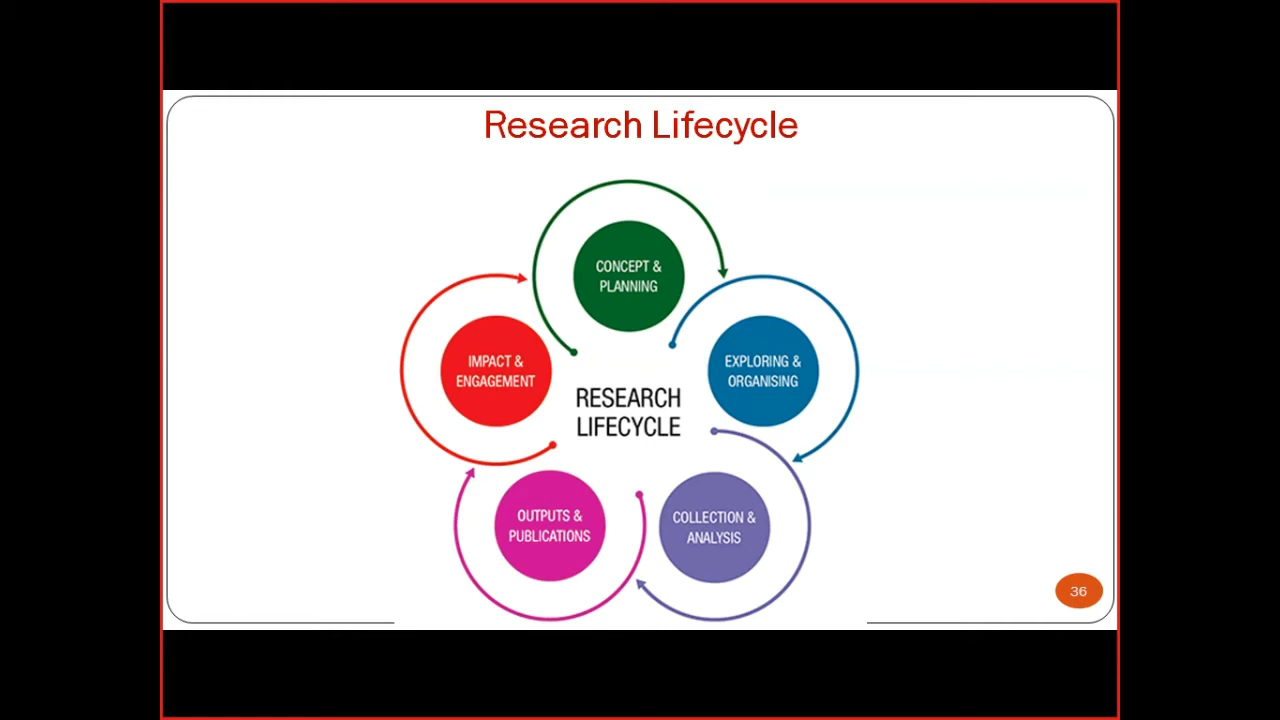 Research Lifecycle
CONCEPT &
PLANNING
EXPLORING &
ORGANISING
COLLECTION &
ANALYSIS
OUTPUTS &
PUBLICATIONS
IMPACT &
ENGAGEMENT
RESEARCH
LIFECYCLE
36